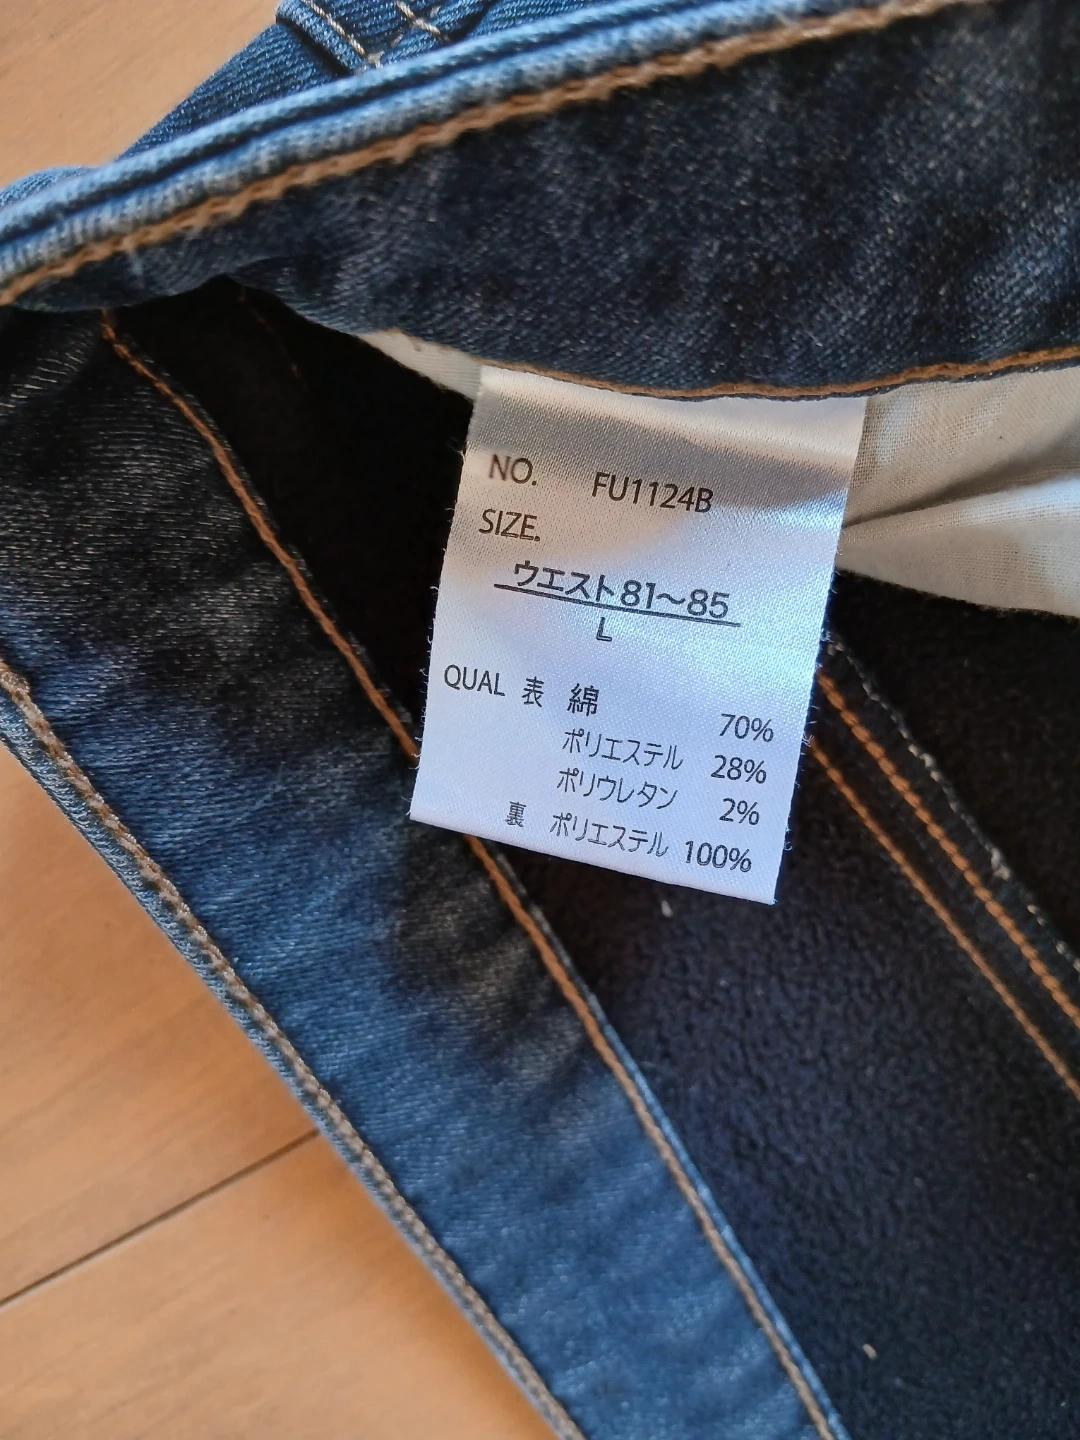 NO. FU1124B
SIZE.
ウエスト81～85
L
QUAL 表 綿 70%
ポリエステル 28%
ポリウレタン 2%
裏 ポリエステル 100%